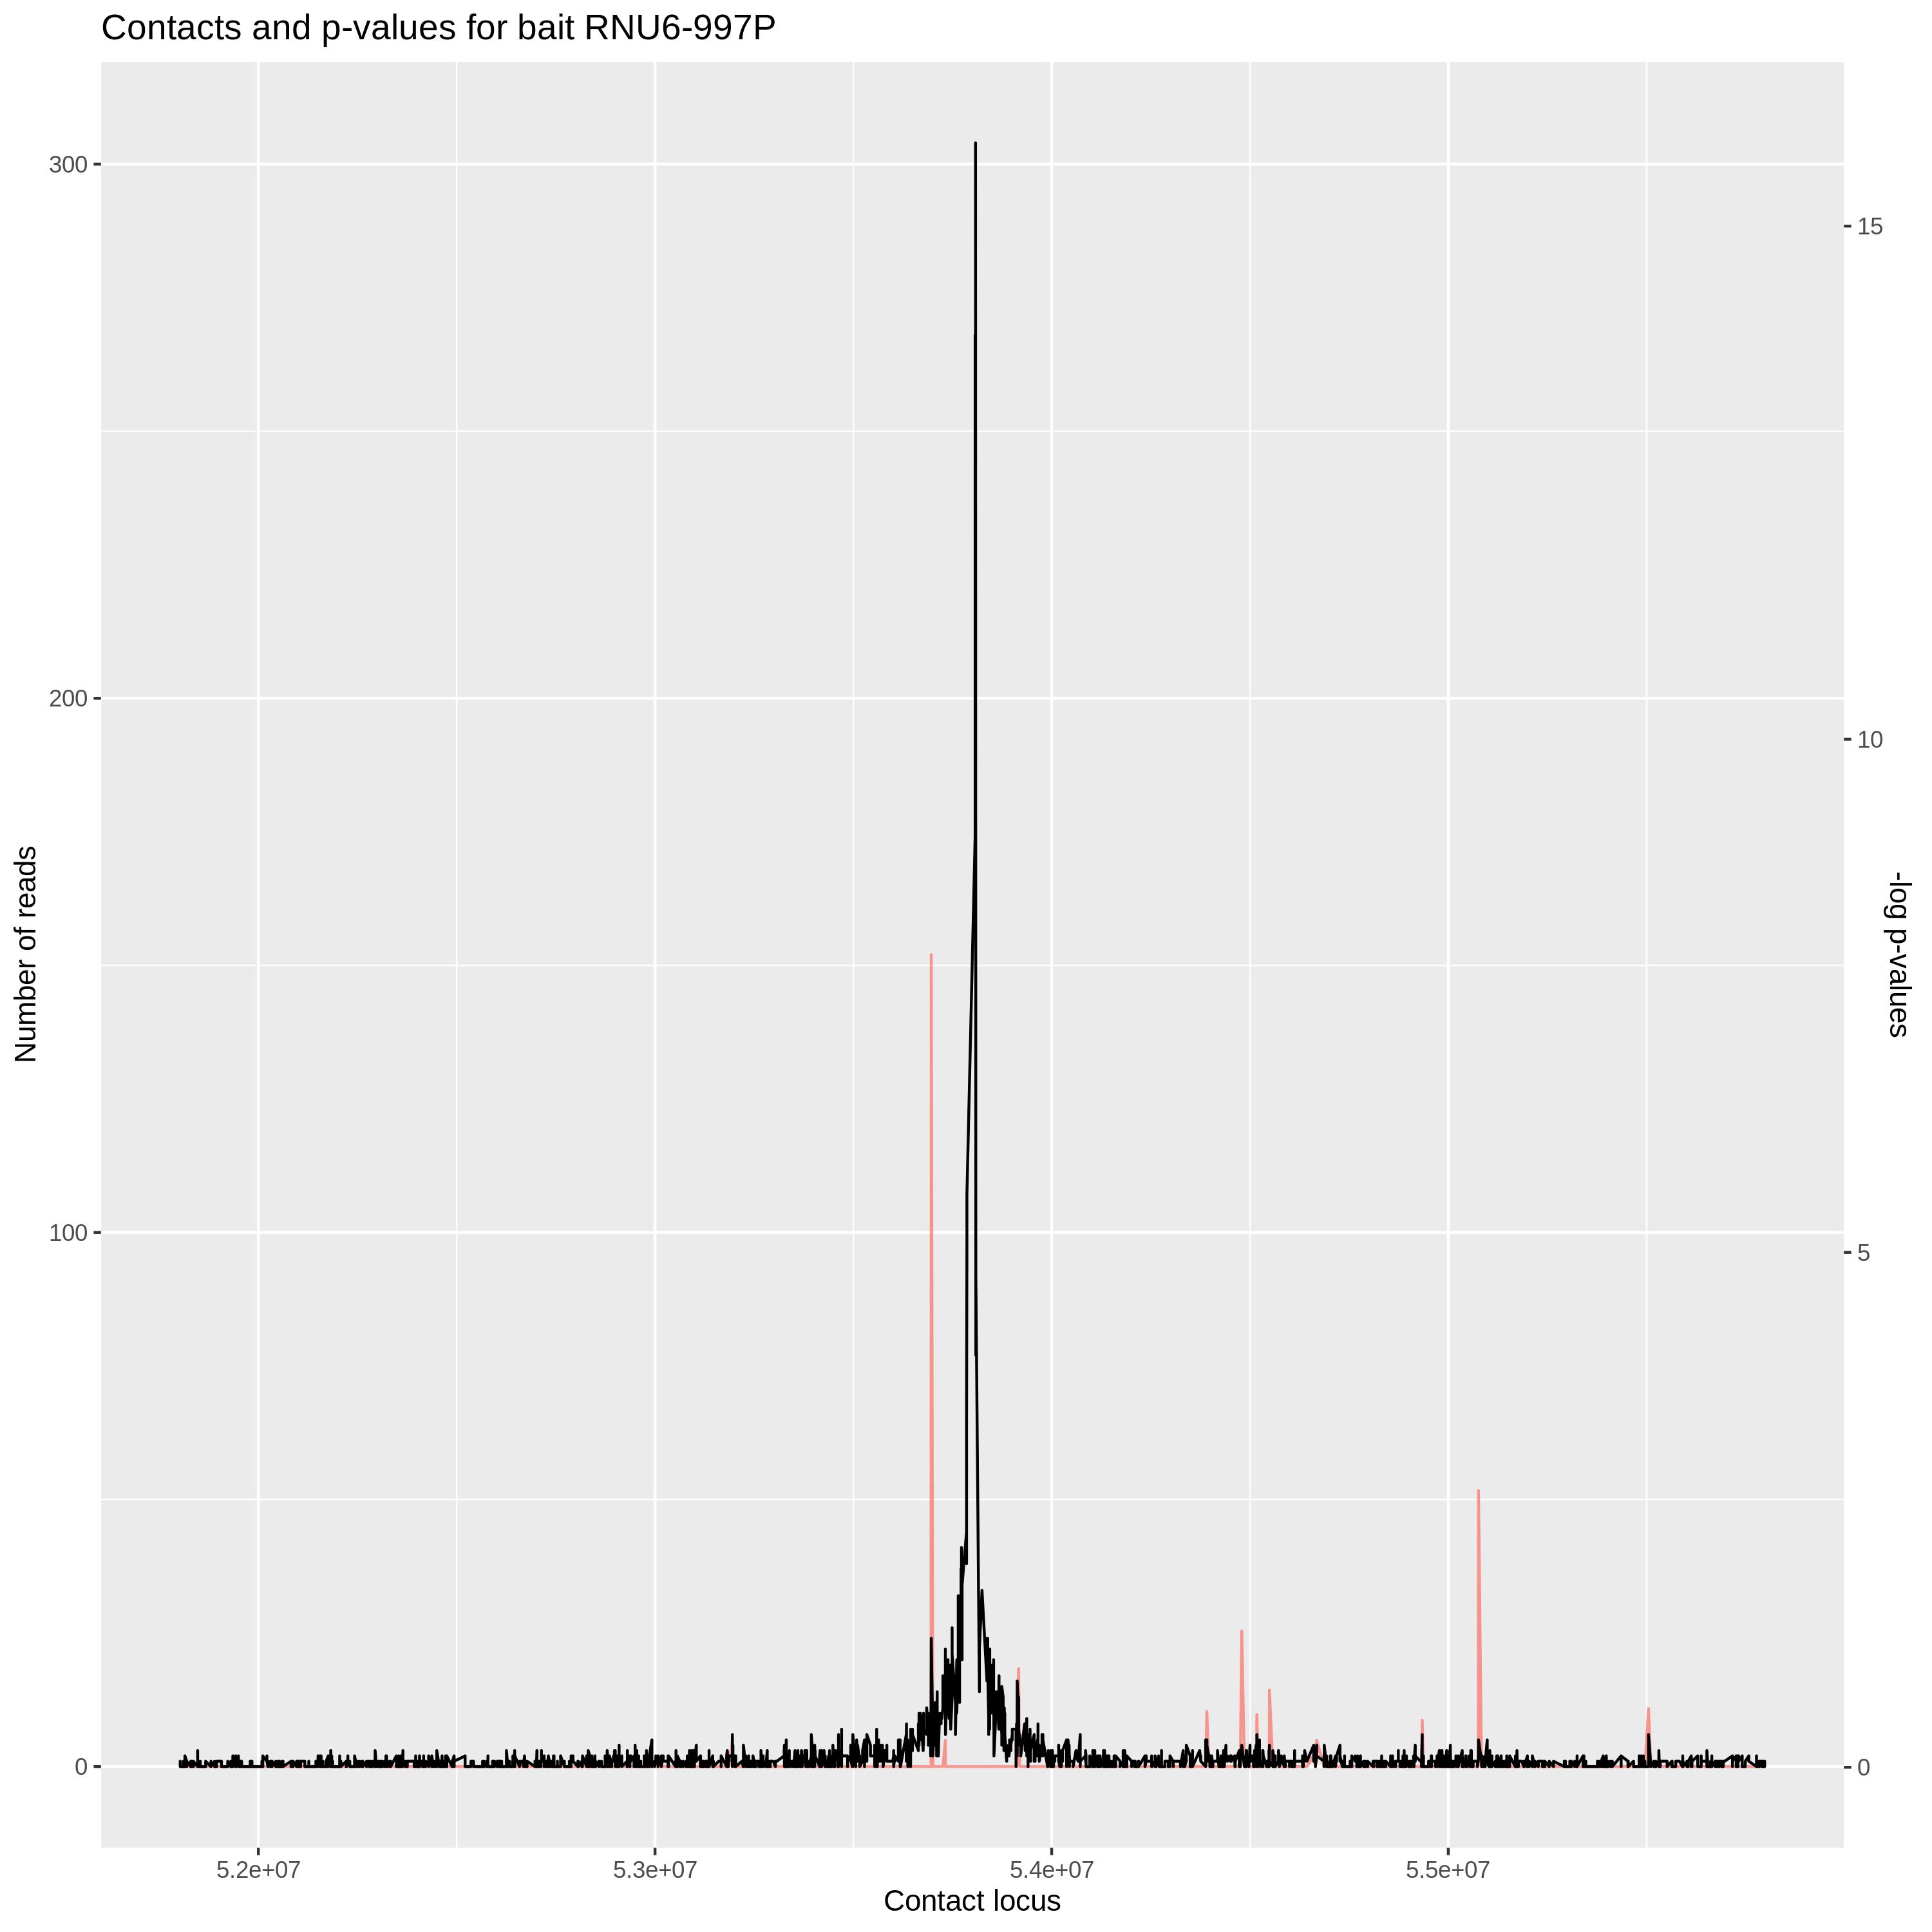 Contacts and p-values for bait RNU6-997P
300
200
100
0
15
10
5
0
Number of reads
-log p-values
5.2e+07
5.3e+07
5.4e+07
5.5e+07
Contact locus